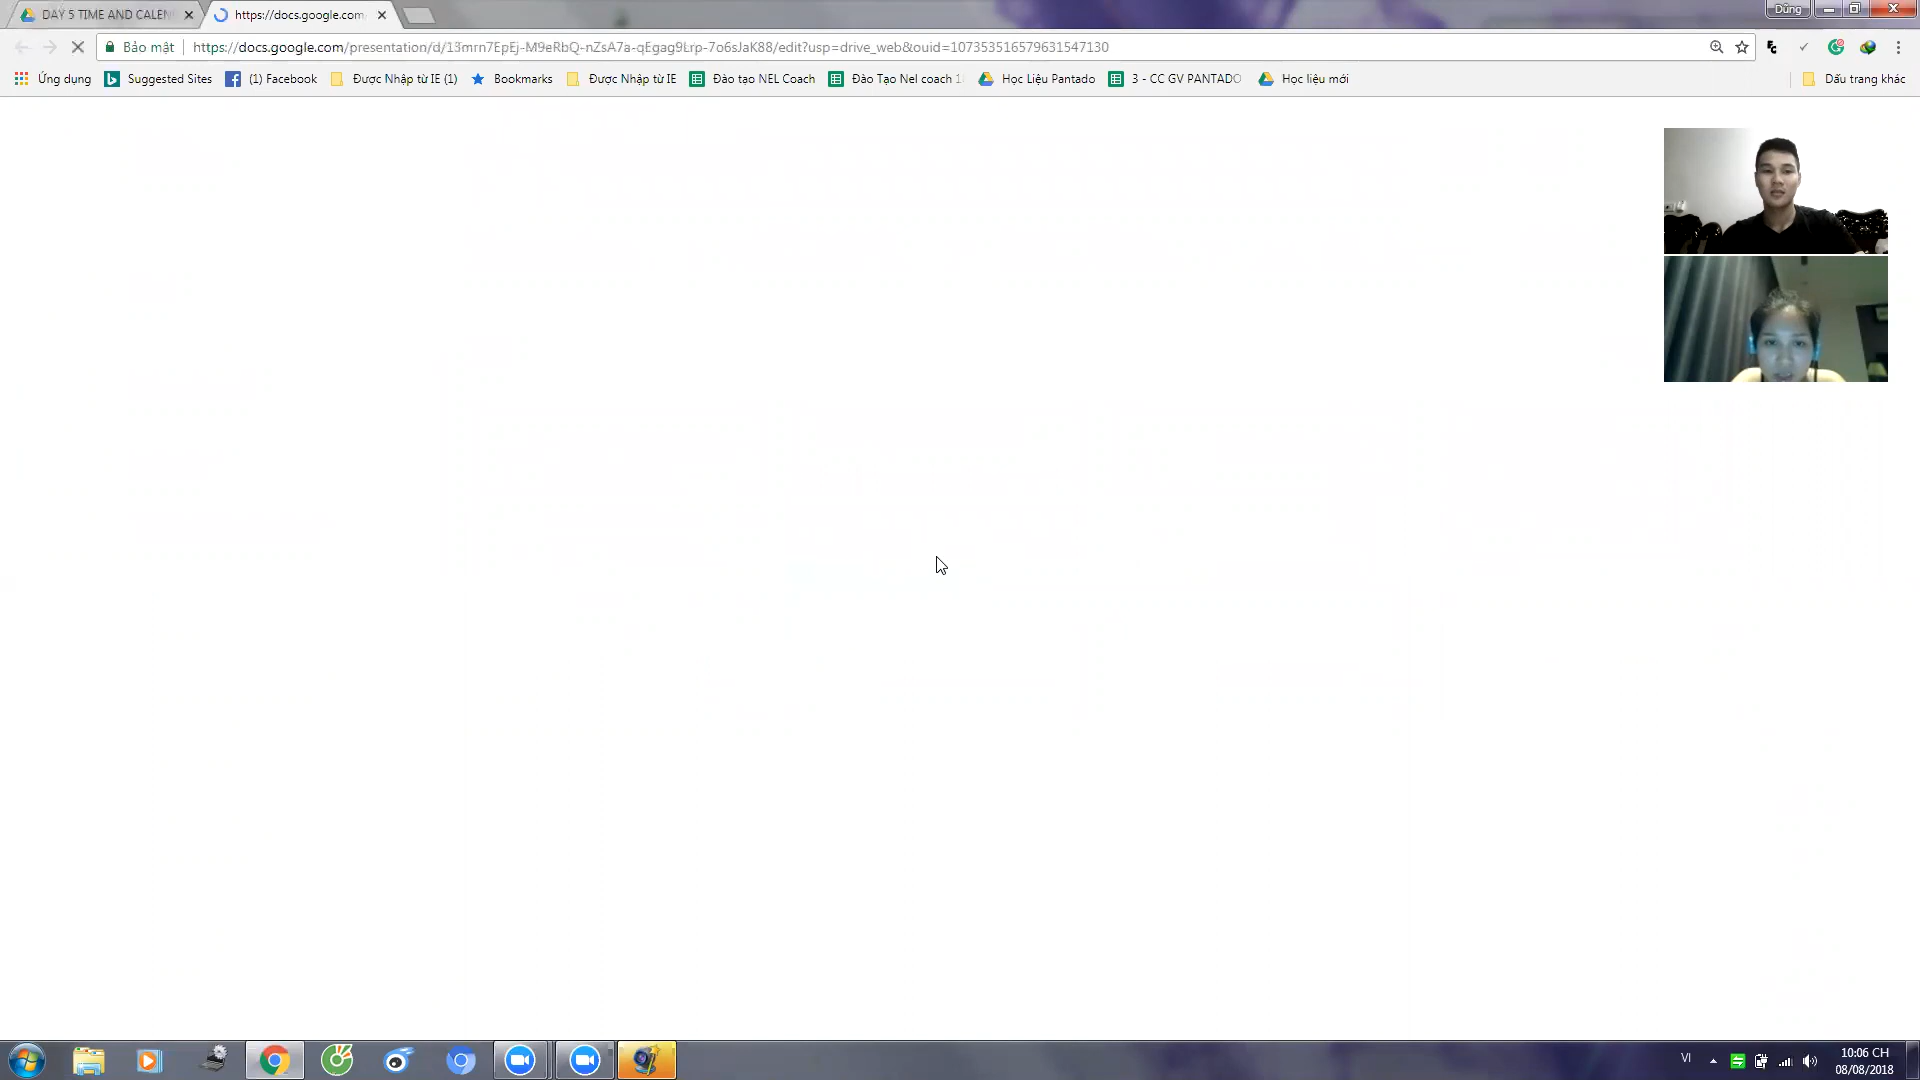 DAY 5 TIME AND CALEN
https://docs.google.com
Dũng
Bảo mật
https://docs.google.com/presentation/d/13mrn7EpEj-M9eRbQ-nZsA7a-qEgag9Lrp-7o6sJaK88/edit?usp=drive_web&ouid=107353516579631547130
Ứng dụng
Suggested Sites
(1) Facebook
Được Nhập từ IE (1)
Bookmarks
Được Nhập từ IE
Đào tạo NEL Coach
Đào Tạo Nel coach 1
Học Liệu Pantado
3 - CC GV PANTADO
Học liệu mới
Dấu trang khác
VI
10:06 CH
08/08/2018